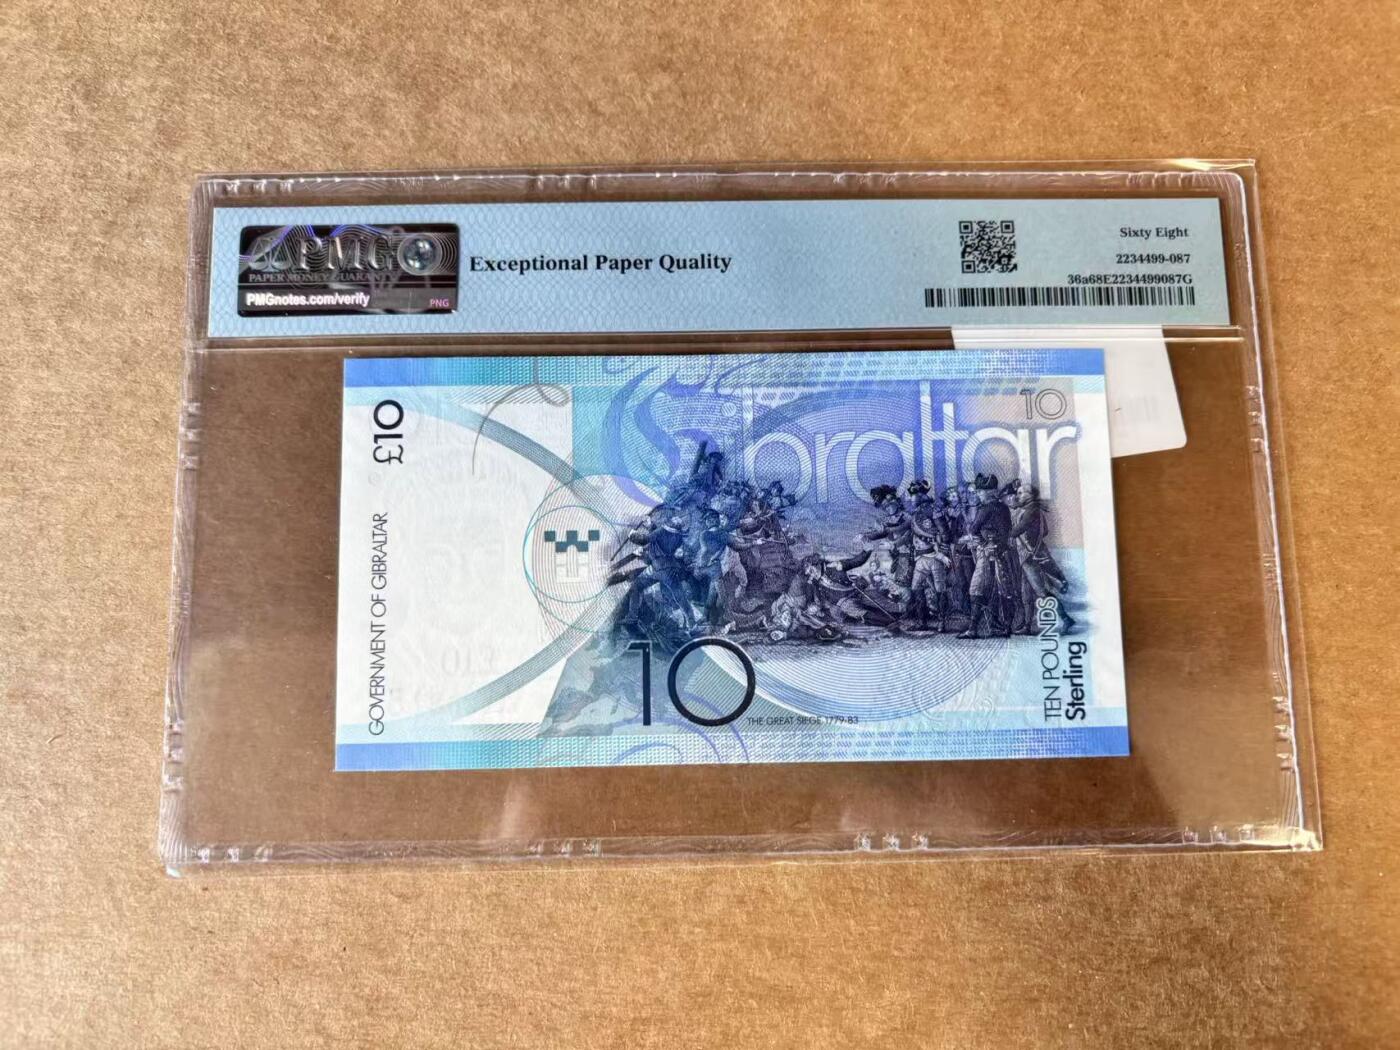 PMG
PAPER MONEY GUARANTY
PMGnotes.com/verify
PNG
Exceptional Paper Quality
Sixty Eight
2234499-087
36a68E2234499087G
£10
GOVERNMENT OF GIBRALTAR
Gibraltar
10
10
THE GREAT SIEGE 1779-83
TEN POUNDS
Sterling